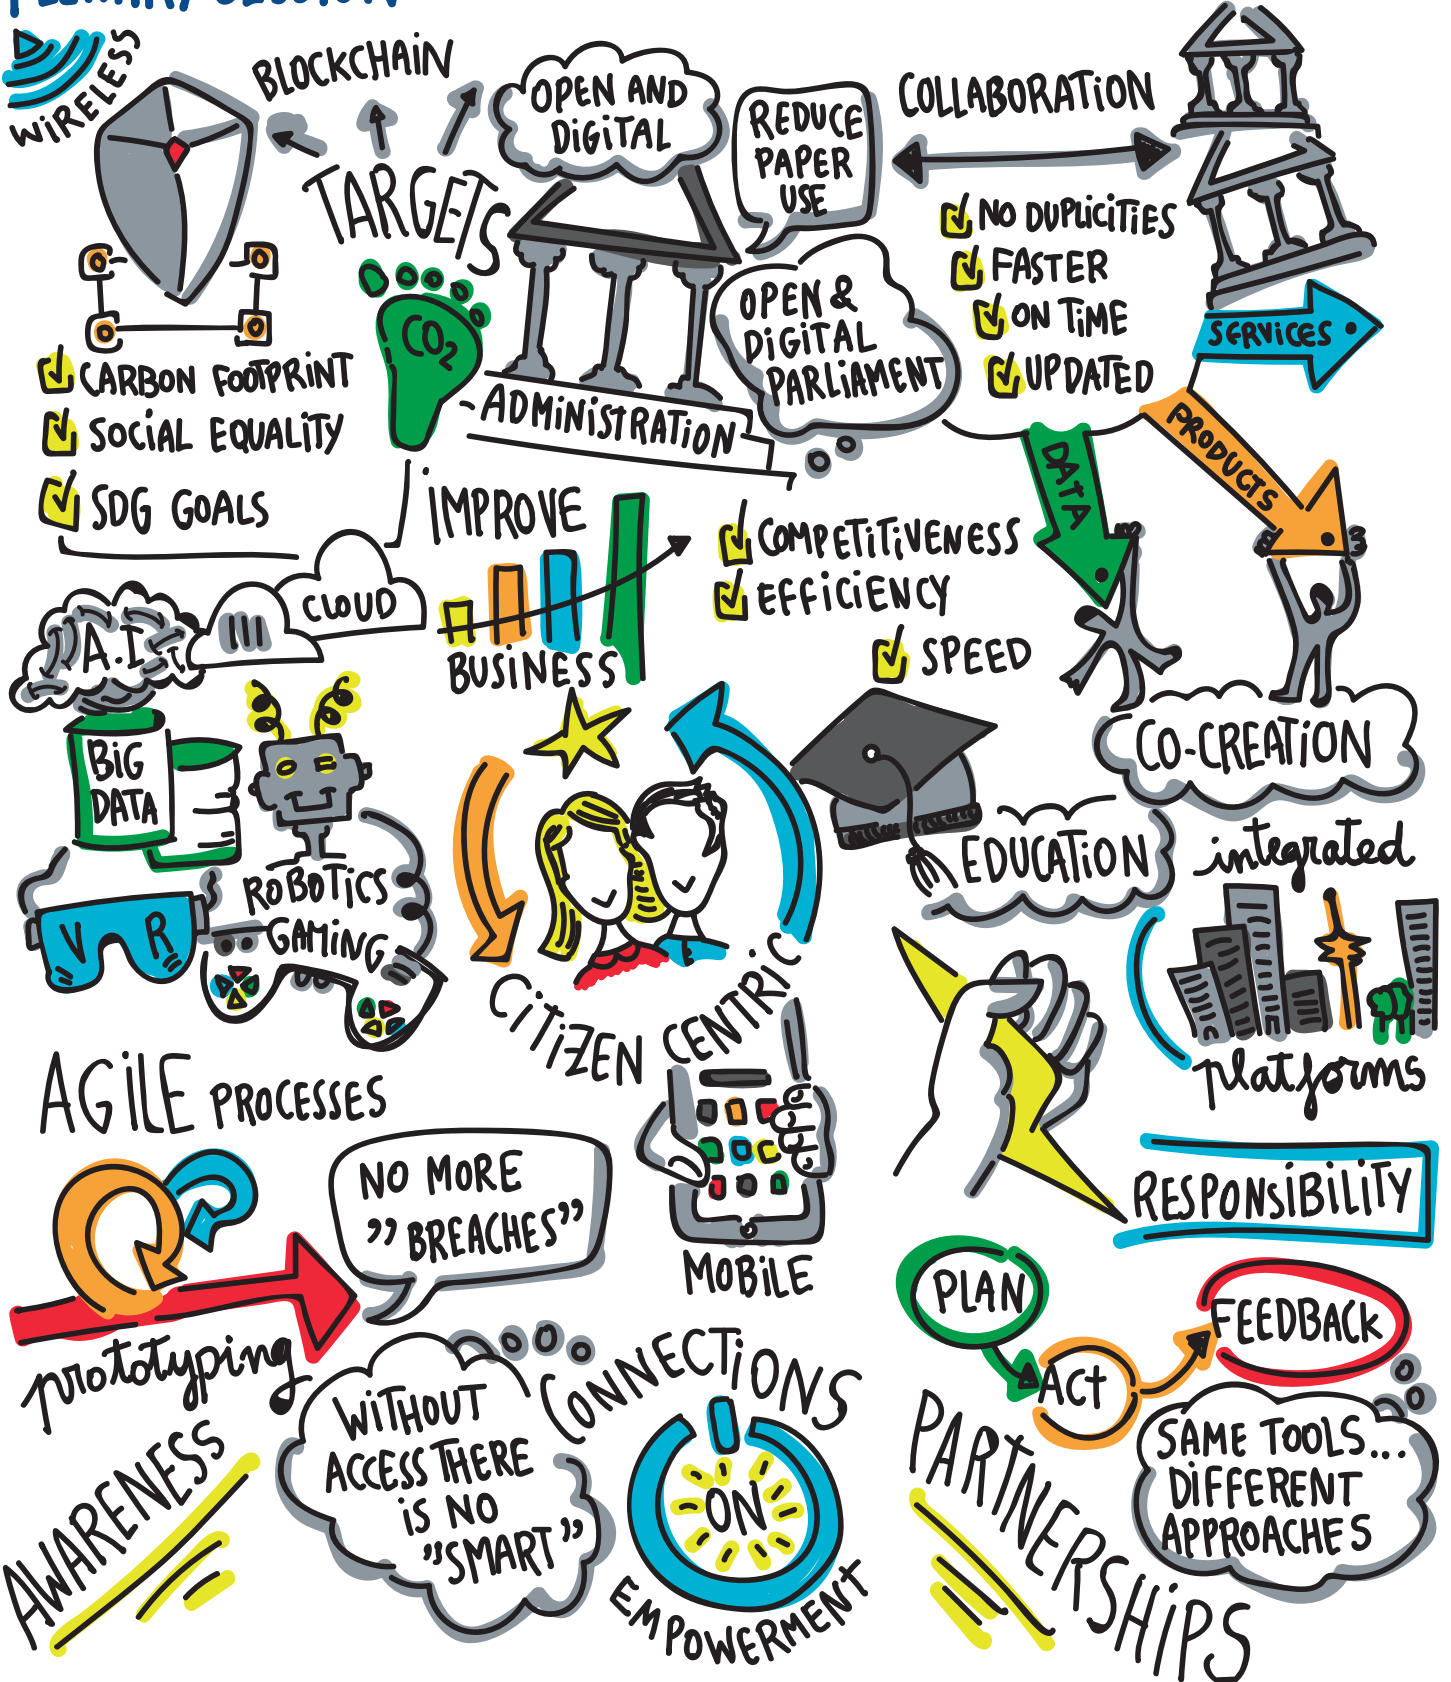 PLENARY SESSION
WiRELESS
BLOCKCHAiN
TARGETS
OPEN AND
DiGiTAL
REDUCE
PAPER
USE
COLLABORATiON
NO DUPLiCiTiES
FASTER
ON TiME
UPDATED
OPEN &
DiGiTAL
PARLiAMENT
SERViCES
PRODUCTS
DATA
CO2
ADMiNiSTRATiON
CARBON FOOTPRiNT
SOCiAL EQUALiTY
SDG GOALS
iMPROVE
BUSiNESS
COMPETiTiVENESS
EFFiCiENCY
SPEED
CLOUD
A.I
BiG
DATA
ROBOTiCS
GAMiNG
V R
CO-CREATiON
EDUCATiON
integrated
platforms
CiTiZEN CENTRiC
AGiLE PROCESSES
NO MORE
”BREACHES”
MOBiLE
RESPONSiBiLiTY
prototyping
PLAN
ACT
FEEDBACK
AWARENESS
WiTHOUT
ACCESS THERE
iS NO
”SMART”
CONNECTiONS
ON
EMPOWERMENT
PARTNERSHiPS
SAME TOOLS...
DiFFERENT
APPROACHES